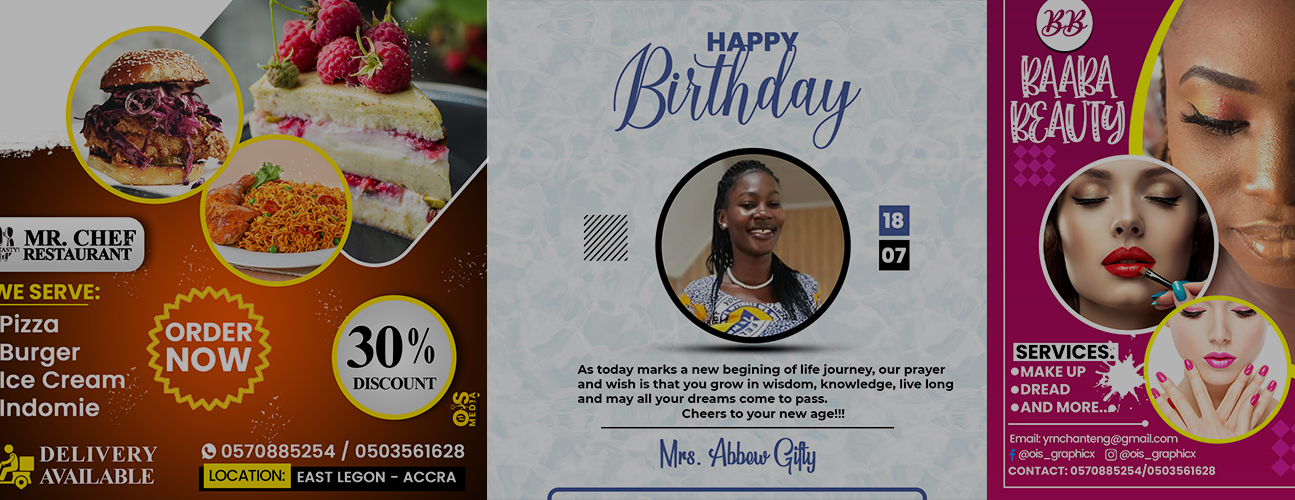 MR. CHEF
RESTAURANT
WE SERVE:
Pizza
Burger
Ice Cream
Indomie
ORDER
NOW
30%
DISCOUNT
OIS
MEDIA
DELIVERY
AVAILABLE
0570885254 / 0503561628
LOCATION: EAST LEGON - ACCRA
HAPPY
Birthday
18
07
As today marks a new begining of life journey, our prayer
and wish is that you grow in wisdom, knowledge, live long
and may all your dreams come to pass.
Cheers to your new age!!!
Mrs. Abbew Gifty
BB
BAABA
BEAUTY
SERVICES.
MAKE UP
DREAD
AND MORE...
Email: yrnchanteng@gmail.com
@ois_graphicx @ois_graphicx
CONTACT: 0570885254/0503561628